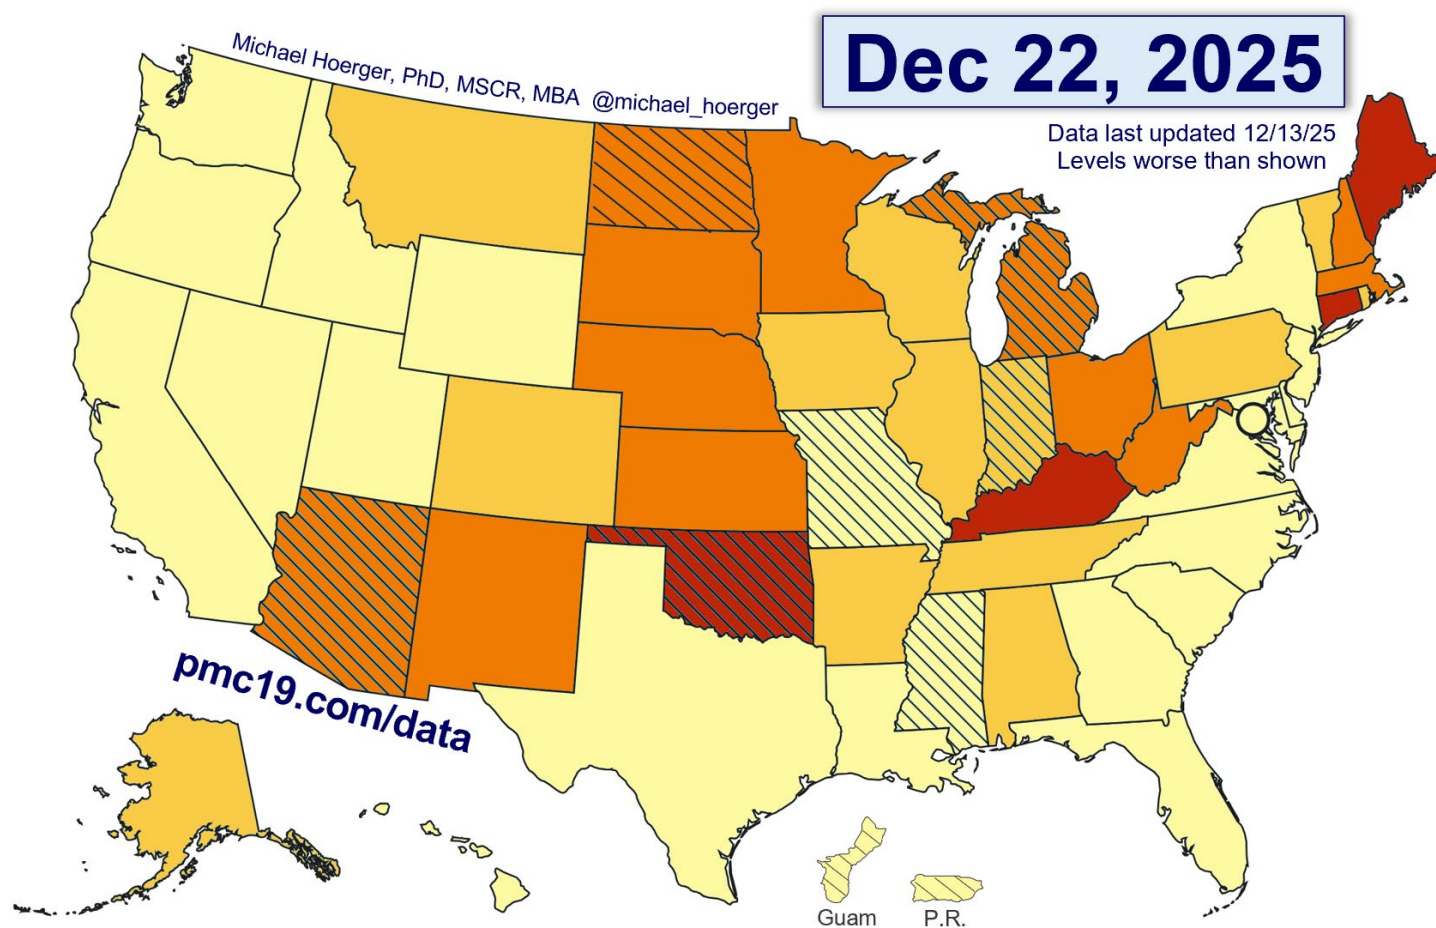 Michael Hoerger, PhD, MSCR, MBA @michael_hoerger
Dec 22, 2025
Data last updated 12/13/25
Levels worse than shown
pmc19.com/data
Guam
P.R.